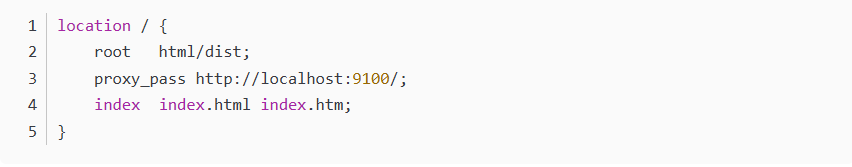 1 location / {
2     root   html/dist;
3     proxy_pass http://localhost:9100/;
4     index  index.html index.htm;
5 }